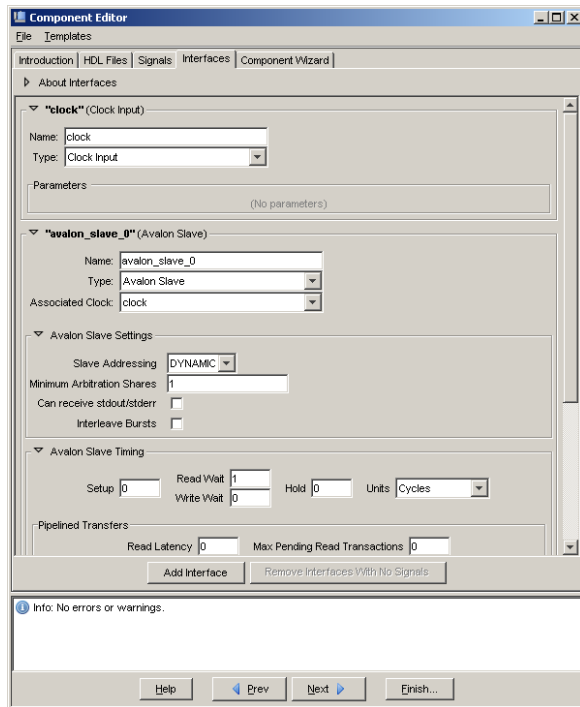 Component Editor
File Templates
Introduction HDL Files Signals Interfaces Component Wizard
About Interfaces
"clock" (Clock Input)
Name: clock
Type: Clock Input
Parameters
(No parameters)
"avalon_slave_0" (Avalon Slave)
Name: avalon_slave_0
Type: Avalon Slave
Associated Clock: clock
Avalon Slave Settings
Slave Addressing DYNAMIC
Minimum Arbitration Shares 1
Can receive stdout/stderr
Interleave Bursts
Avalon Slave Timing
Setup 0 Read Wait 1 Write Wait 0 Hold 0 Units Cycles
Pipelined Transfers
Read Latency 0 Max Pending Read Transactions 0
Add Interface Remove Interfaces With No Signals
Info: No errors or warnings.
Help Prev Next Finish...